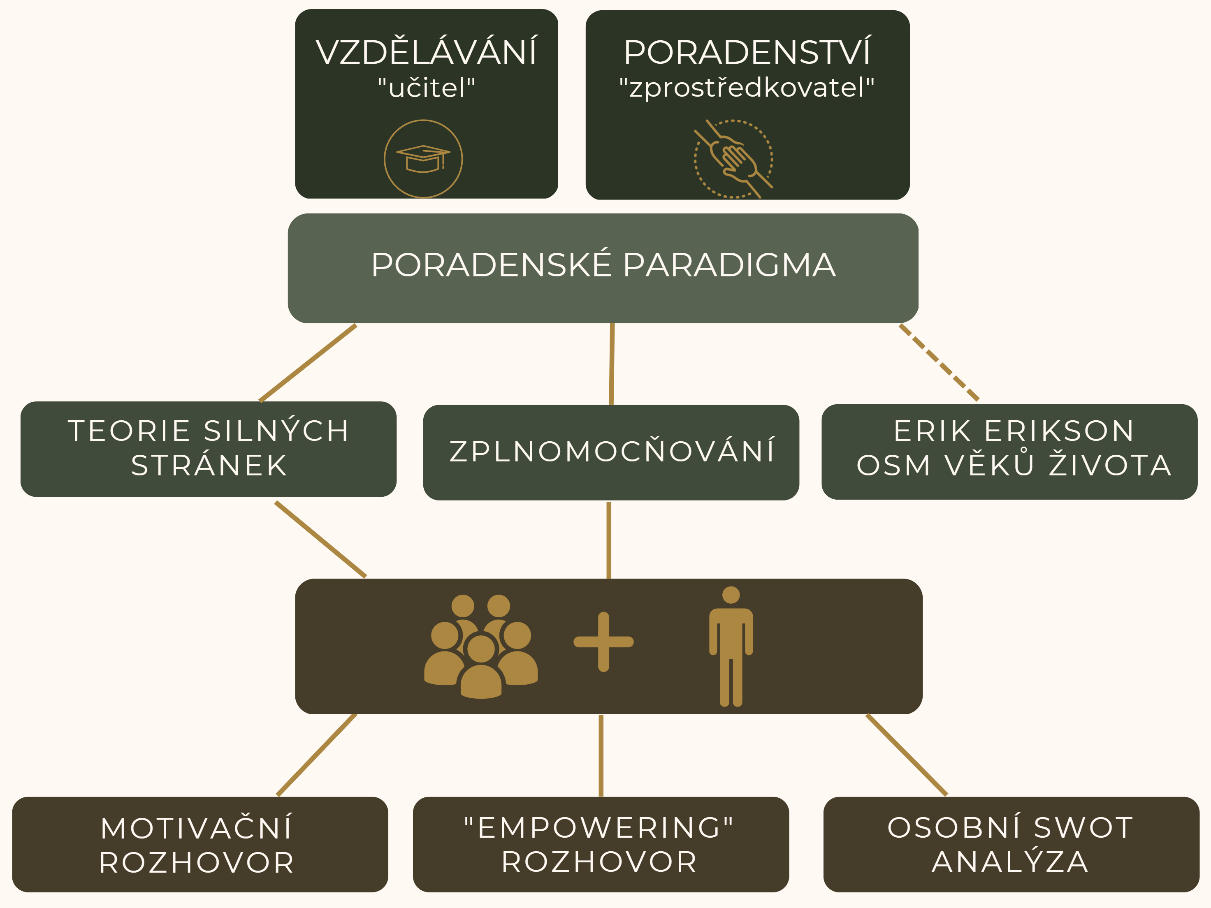 VZDĚLÁVÁNÍ
"učitel"
PORADENSTVÍ
"zprostředkovatel"
PORADENSKÉ PARADIGMA
TEORIE SILNÝCH
STRÁNEK
ZPLNOMOCŇOVÁNÍ
ERIK ERIKSON
OSM VĚKŮ ŽIVOTA
MOTIVAČNÍ
ROZHOVOR
"EMPOWERING"
ROZHOVOR
OSOBNÍ SWOT
ANALÝZA